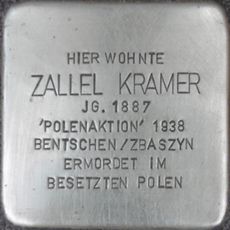 HIER WOHNTE
ZALLEL KRAMER
JG. 1887
'POLENAKTION' 1938
BENTSCHEN/ZBASZYN
ERMORDET IM
BESETZTEN POLEN